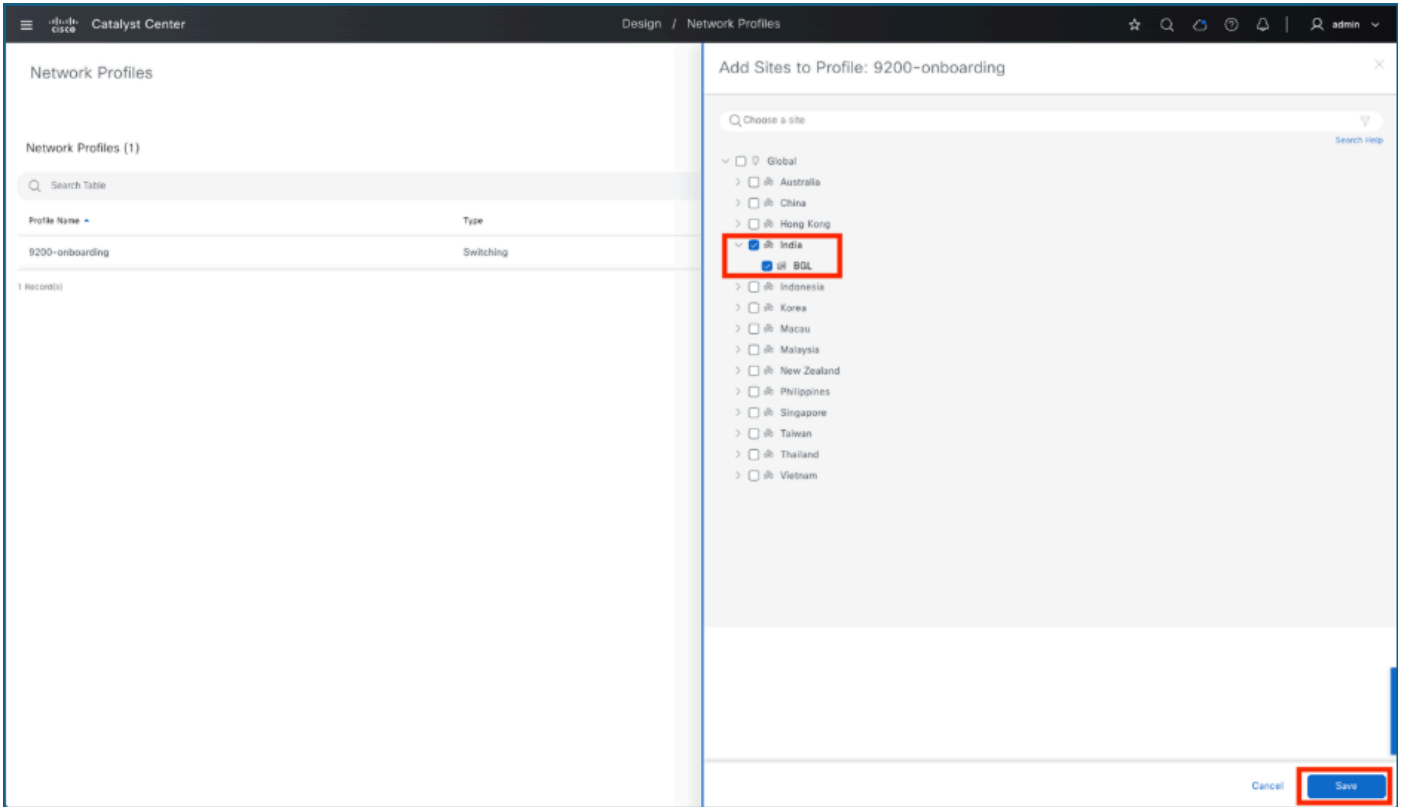 cisco Catalyst Center Design / Network Profiles admin
Network Profiles
Network Profiles (1)
Search Table
Profile Name Type
9200-onboarding Switching
1 Record(s)
Add Sites to Profile: 9200-onboarding
Choose a site
Search Help
Global
Australia
China
Hong Kong
India
BGL
Indonesia
Korea
Macau
Malaysia
New Zealand
Philippines
Singapore
Taiwan
Thailand
Vietnam
Cancel Save